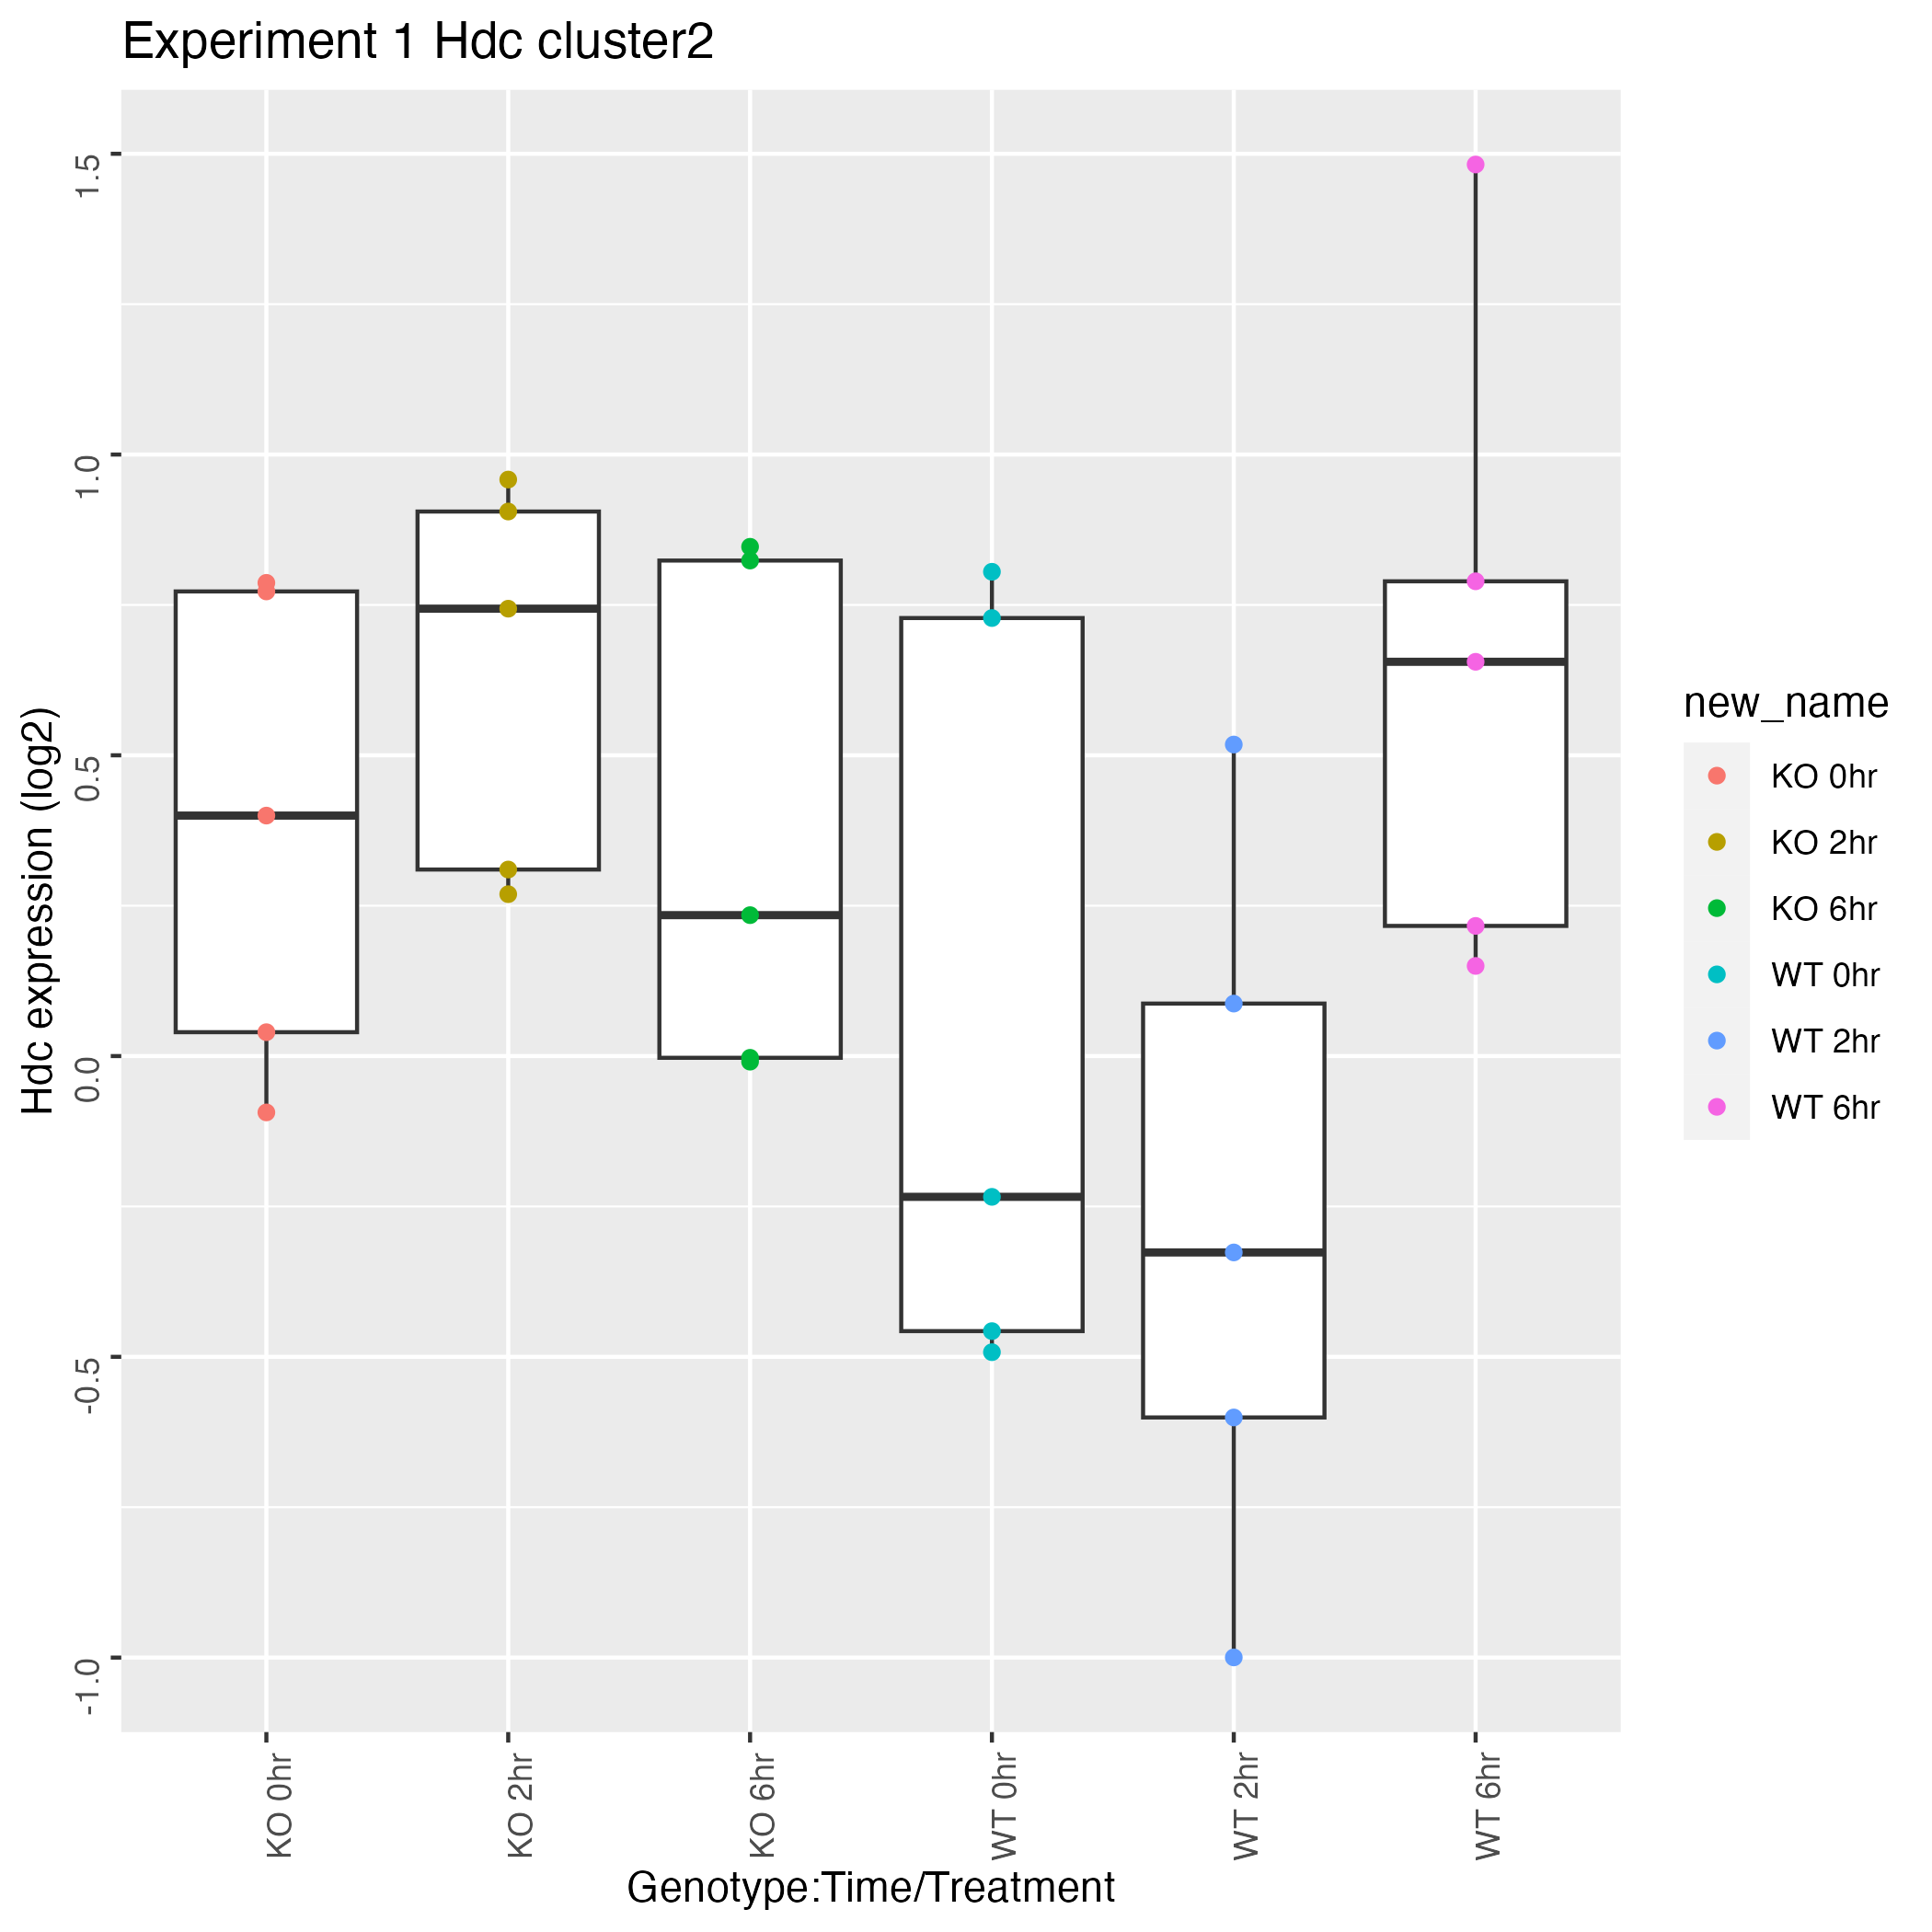 Experiment 1 Hdc cluster2
Hdc expression (log2)
1.5
1.0
0.5
0.0
-0.5
-1.0
KO 0hr
KO 2hr
KO 6hr
WT 0hr
WT 2hr
WT 6hr
Genotype:Time/Treatment
new_name
KO 0hr
KO 2hr
KO 6hr
WT 0hr
WT 2hr
WT 6hr